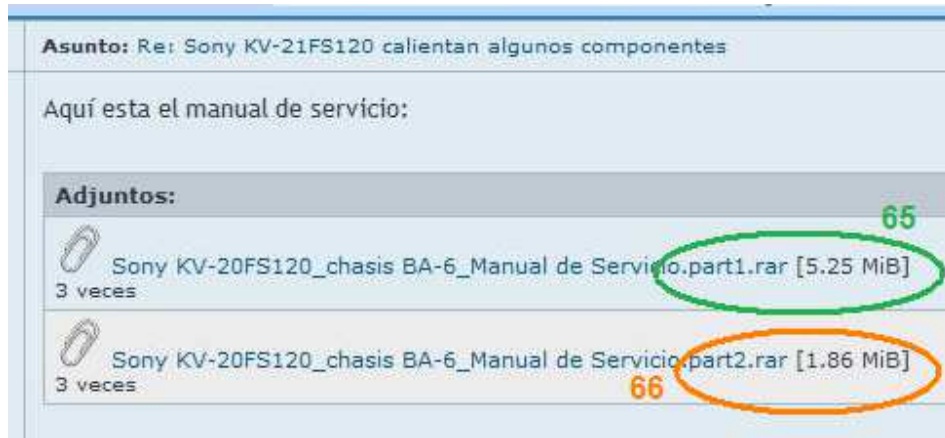 Asunto: Re: Sony KV-21FS120 calientan algunos componentes
Aquí esta el manual de servicio:
Adjuntos:
65
Sony KV-20FS120_chasis BA-6_Manual de Servicio.part1.rar [5.25 MiB]
3 veces
Sony KV-20FS120_chasis BA-6_Manual de Servicio.part2.rar [1.86 MiB]
3 veces
66